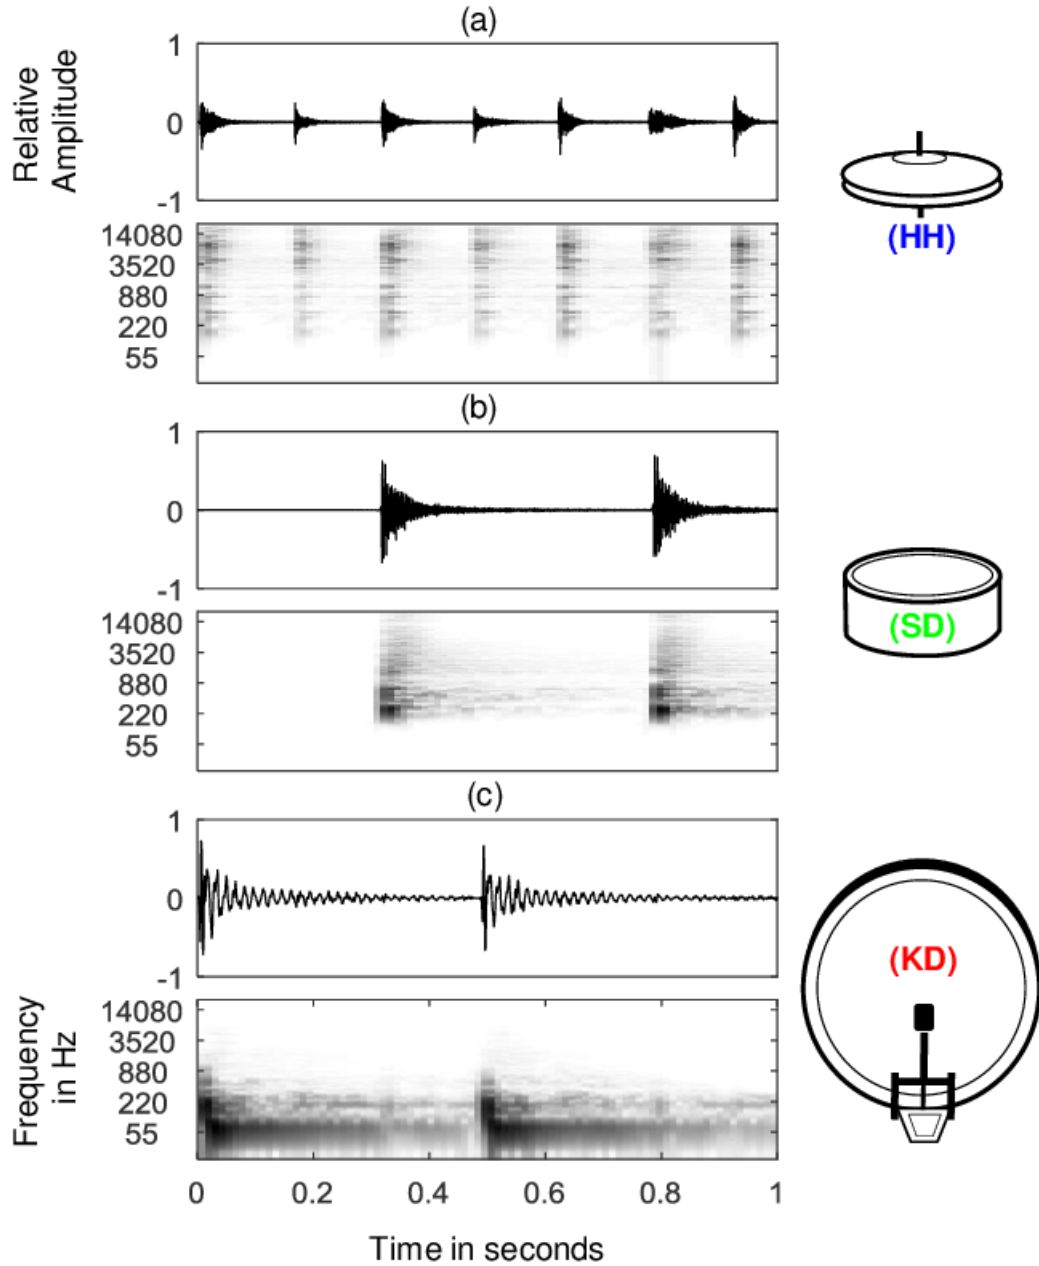 (a)
Relative
Amplitude
1
0
-1
14080
3520
880
220
55
(HH)
(b)
1
0
-1
14080
3520
880
220
55
(SD)
(c)
1
0
-1
Frequency
in Hz
14080
3520
880
220
55
(KD)
0 0.2 0.4 0.6 0.8 1
Time in seconds